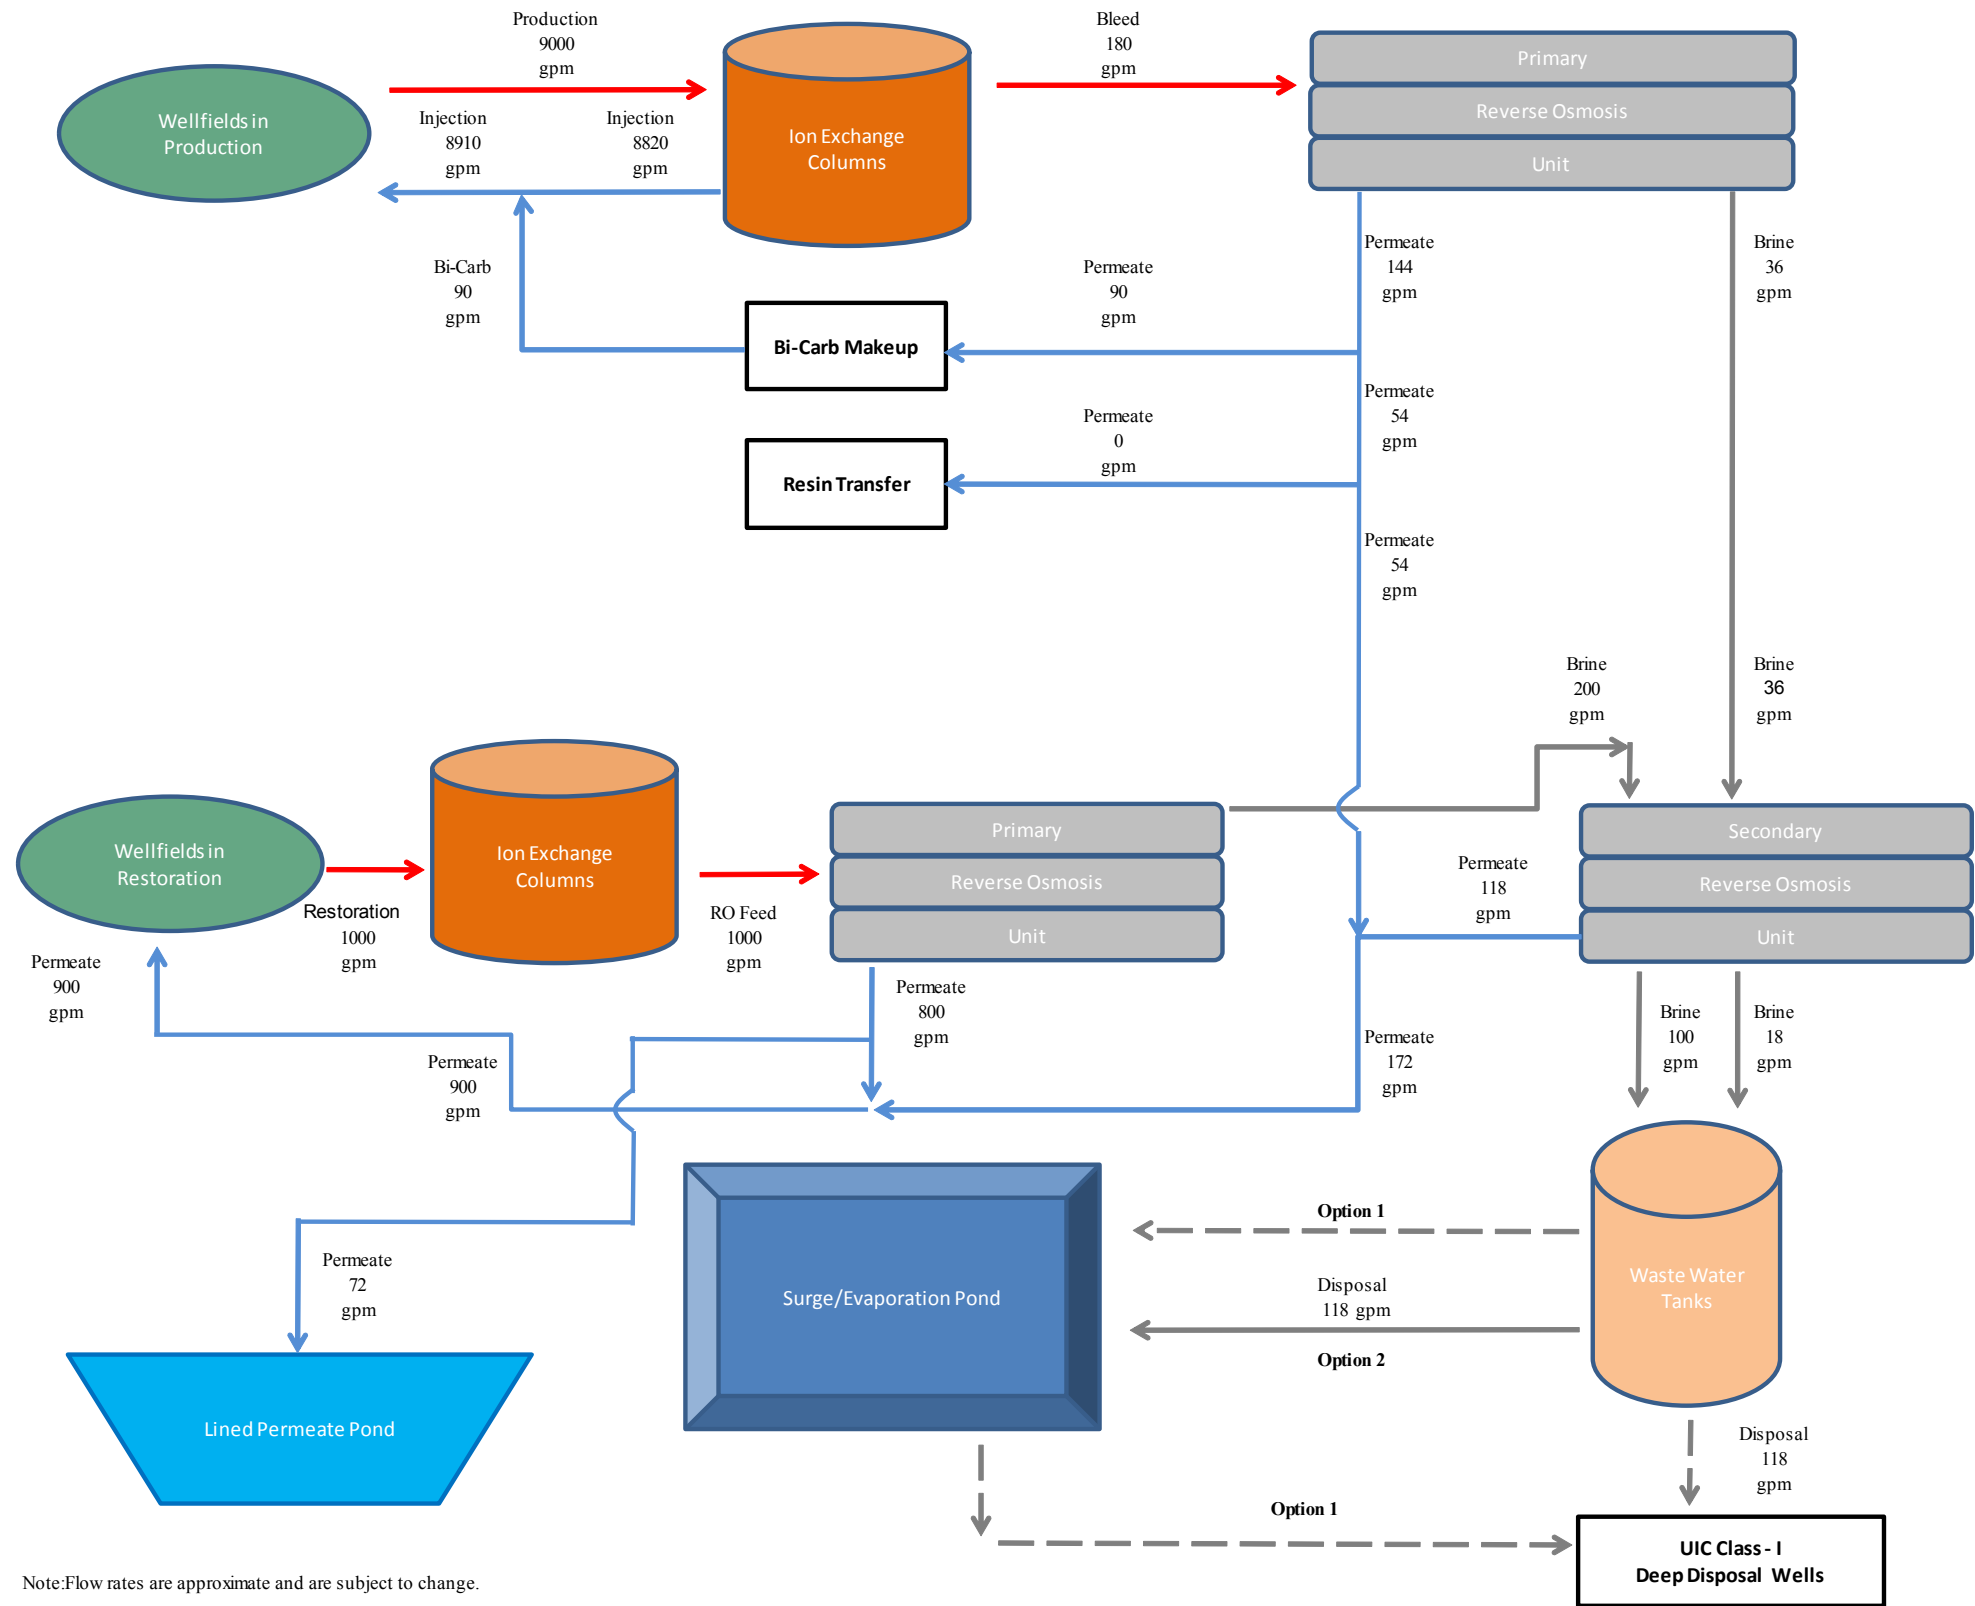 Production
9000
gpm
Bleed
180
gpm
Primary
Reverse Osmosis
Unit
Wellfields in
Production
Injection
8910
gpm
Injection
8820
gpm
Ion Exchange
Columns
Bi-Carb
90
gpm
Bi-Carb Makeup
Permeate
90
gpm
Permeate
144
gpm
Brine
36
gpm
Resin Transfer
Permeate
0
gpm
Permeate
54
gpm
Permeate
54
gpm
Brine
200
gpm
Brine
36
gpm
Wellfields in
Restoration
Restoration
1000
gpm
Ion Exchange
Columns
RO Feed
1000
gpm
Primary
Reverse Osmosis
Unit
Permeate
118
gpm
Secondary
Reverse Osmosis
Unit
Permeate
900
gpm
Permeate
900
gpm
Permeate
800
gpm
Permeate
172
gpm
Brine
100
gpm
Brine
18
gpm
Permeate
72
gpm
Lined Permeate Pond
Surge/Evaporation Pond
Option 1
Disposal
118 gpm
Option 2
Waste Water
Tanks
Disposal
118
gpm
Option 1
UIC Class - I
Deep Disposal Wells
Note:Flow rates are approximate and are subject to change.